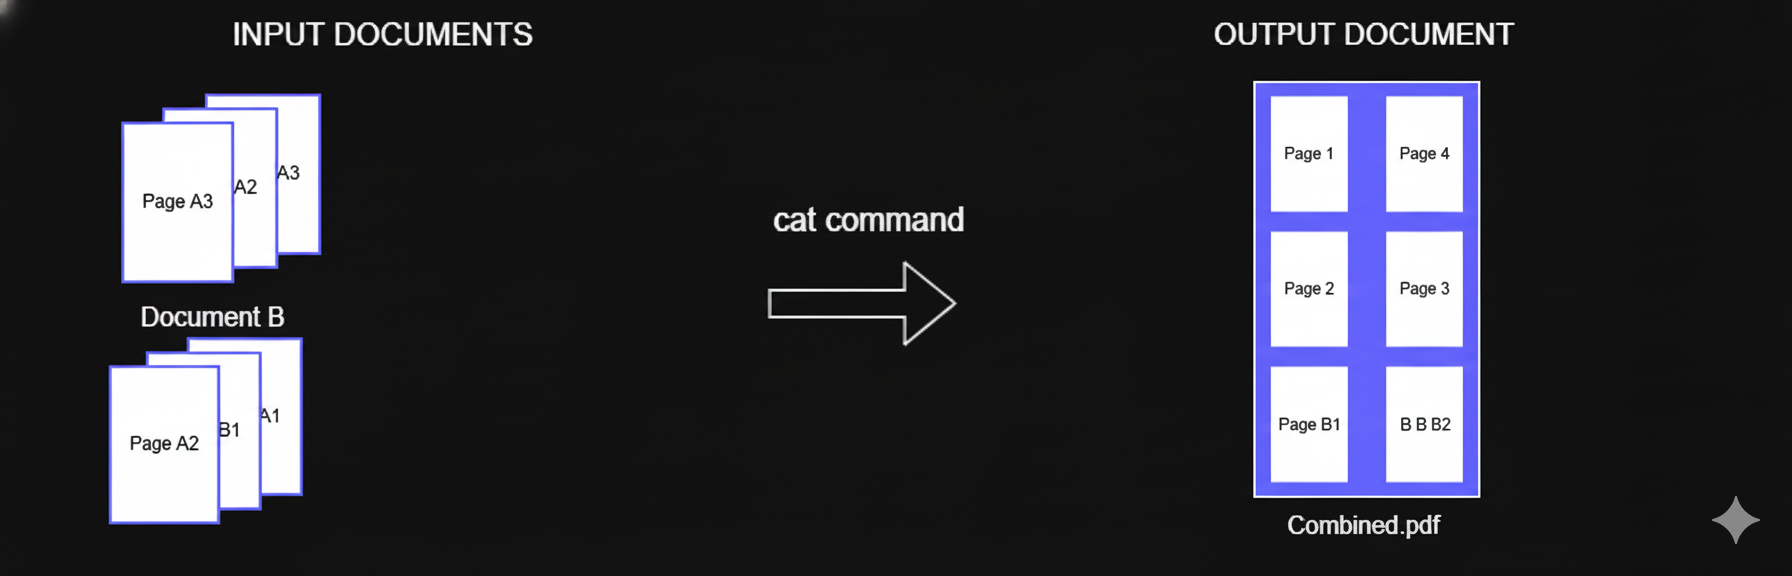 INPUT DOCUMENTS
Page A3
A2
A3
Document B
Page A2
B1
A1
cat command
OUTPUT DOCUMENT
Page 1
Page 4
Page 2
Page 3
Page B1
B B B2
Combined.pdf